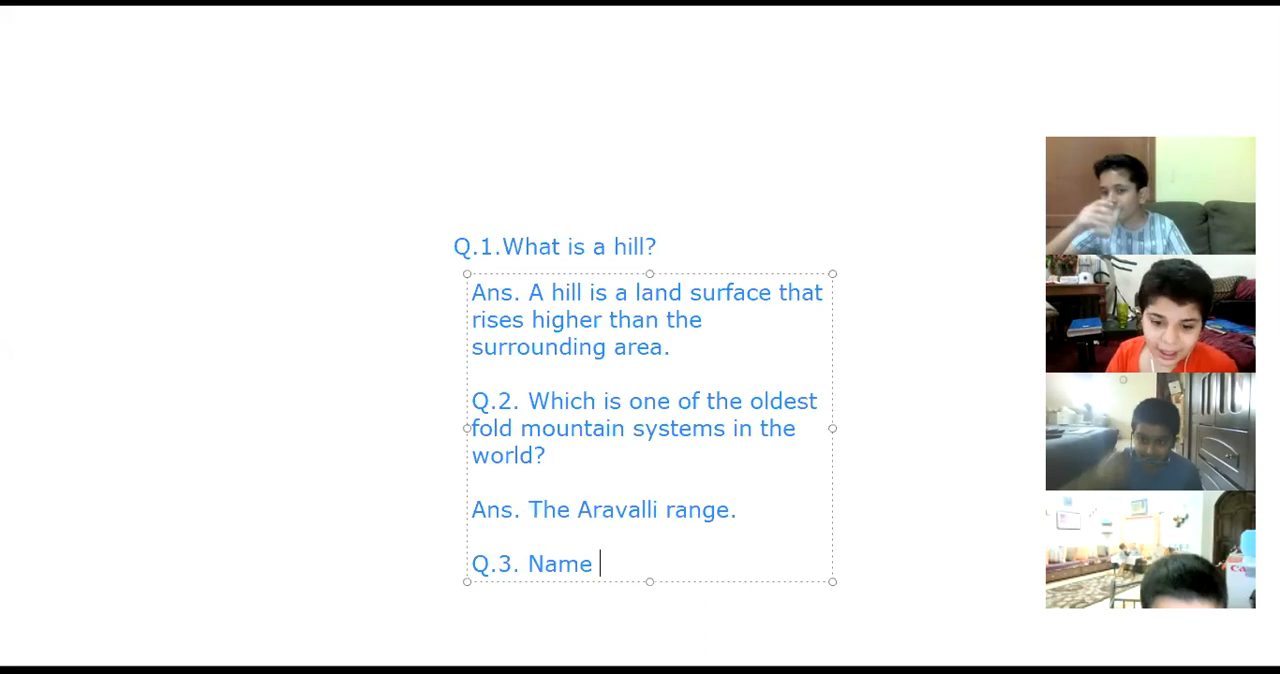 Q.1.What is a hill?
Ans. A hill is a land surface that
rises higher than the
surrounding area.
Q.2. Which is one of the oldest
fold mountain systems in the
world?
Ans. The Aravalli range.
Q.3. Name